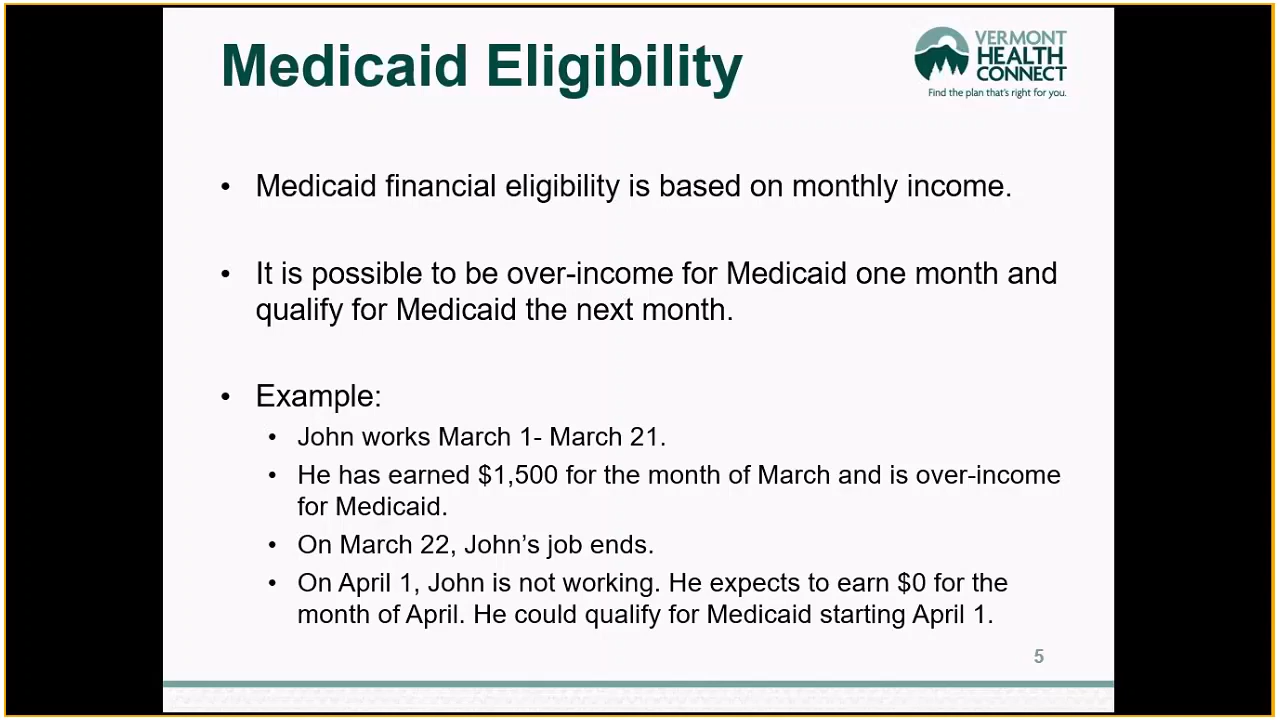 Medicaid Eligibility
VERMONT
HEALTH
CONNECT
Find the plan that's right for you.
• Medicaid financial eligibility is based on monthly income.
• It is possible to be over-income for Medicaid one month and
qualify for Medicaid the next month.
• Example:
• John works March 1- March 21.
• He has earned $1,500 for the month of March and is over-income
for Medicaid.
• On March 22, John’s job ends.
• On April 1, John is not working. He expects to earn $0 for the
month of April. He could qualify for Medicaid starting April 1.
5